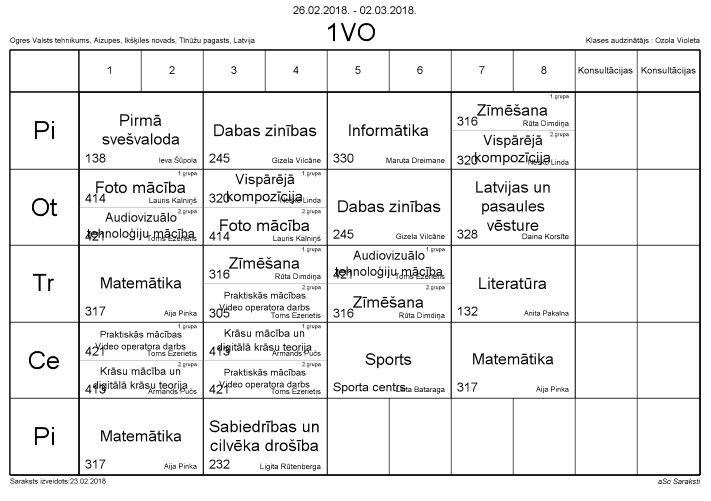 26.02.2018. - 02.03.2018.
1VO
Ogres Valsts tehnikums, Aizupes, Ikšķiles novads, Tīnūžu pagasts, Latvija
Klases audzinātājs : Ozola Violeta
1 2 3 4 5 6 7 8 Konsultācijas Konsultācijas
Pi
Pirmā
svešvaloda
138 Ieva Šūpola
Dabas zinības
245 Gizela Vilcāne
Informātika
330 Maruta Dreimane
1.grupa
Zīmēšana
316 Rūta Dimdiņa
2.grupa
Vispārējā
kompozīcija
320 Linda
Ot
1.grupa
Foto mācība
414 Lauris Kalniņš
2.grupa
Audiovizuālo
tehnoloģiju mācība
421 Toms Ezerietis
1.grupa
Vispārējā
kompozīcija
320 Linda
2.grupa
Foto mācība
414 Lauris Kalniņš
Dabas zinības
245 Gizela Vilcāne
Latvijas un
pasaules
vēsture
328 Daina Korsīte
Tr
Matemātika
317 Aija Pinka
1.grupa
Zīmēšana
316 Rūta Dimdiņa
2.grupa
Praktiskās mācības
Video operatora darbs
305 Toms Ezerietis
1.grupa
Audiovizuālo
tehnoloģiju mācība
421 Toms Ezerietis
2.grupa
Zīmēšana
316 Rūta Dimdiņa
Literatūra
132 Anita Pakalna
Ce
1.grupa
Praktiskās mācības
Video operatora darbs
421 Toms Ezerietis
2.grupa
Krāsu mācība un
digitālā krāsu teorija
413 Armands Pučs
1.grupa
Krāsu mācība un
digitālā krāsu teorija
413 Armands Pučs
2.grupa
Praktiskās mācības
Video operatora darbs
421 Toms Ezerietis
Sports
Sporta centrs Bataraga
Matemātika
317 Aija Pinka
Pi
Matemātika
317 Aija Pinka
Sabiedrības un
cilvēka drošība
232 Ligita Rūtenberga
Saraksts izveidots:23.02.2018
aSc Saraksti